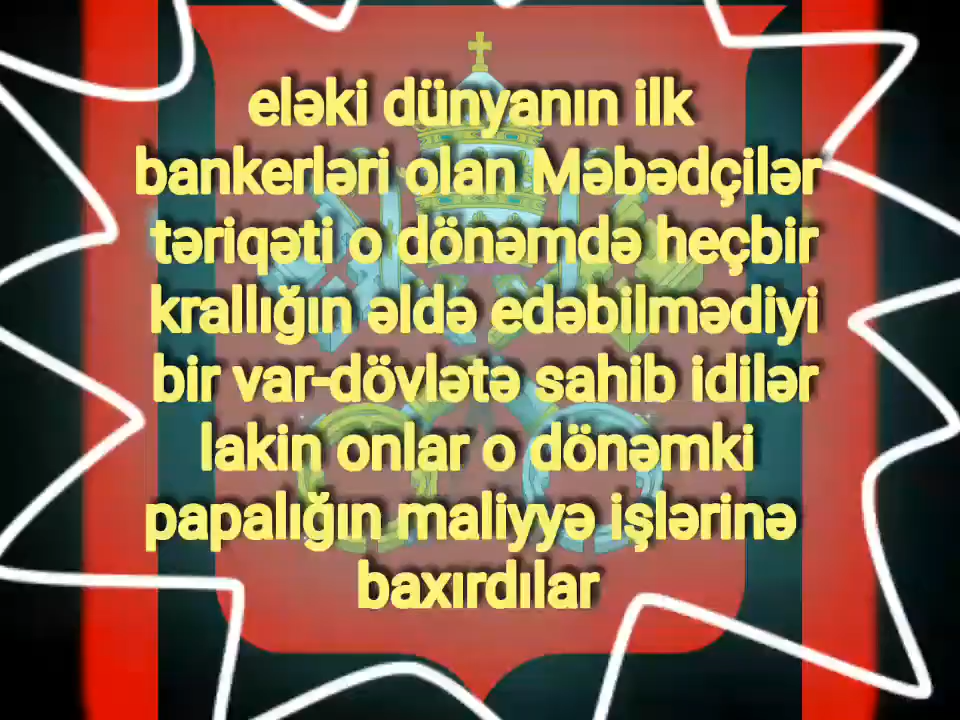 eləki dünyanın ilk
bankerləri olan Məbədçilər
təriqəti o dönəmdə heçbir
krallığın əldə edəbilmədiyi
bir var-dövlətə sahib idilər
lakin onlar o dönəmki
papalığın maliyyə işlərinə
baxırdılar